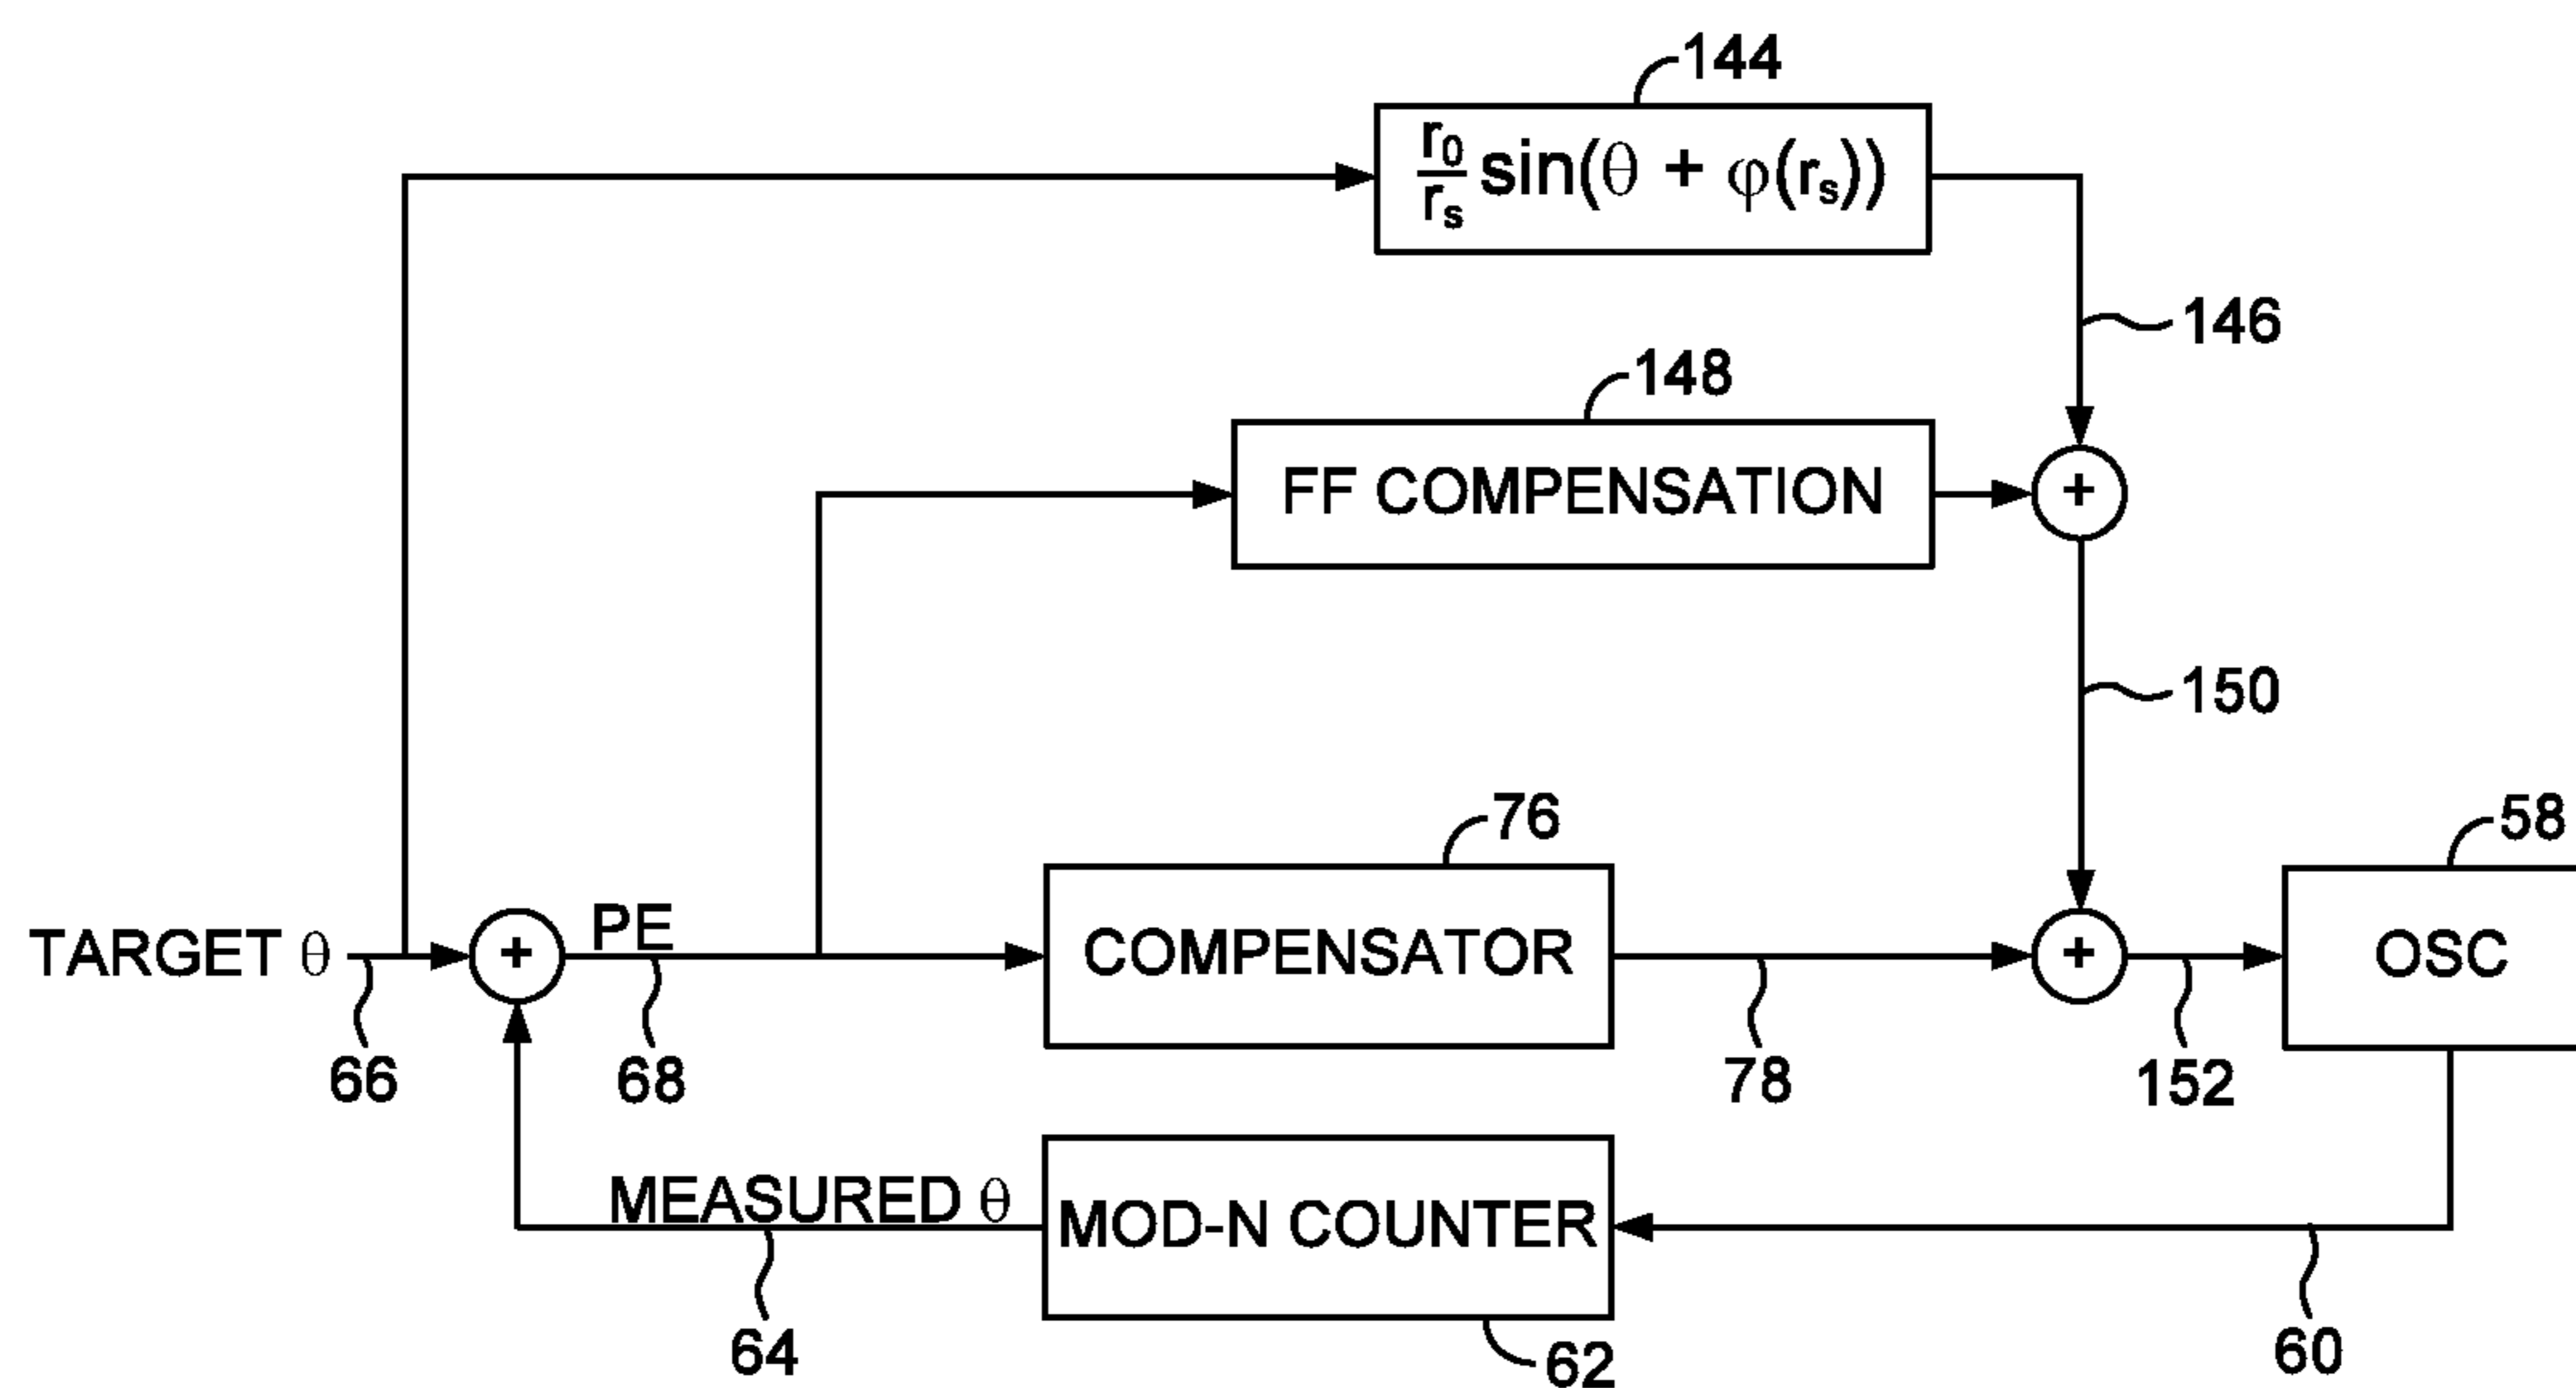 144
r₀/rₛ sin(θ + φ(rₛ))
146
148
FF COMPENSATION
+
150
76
58
TARGET θ
+
PE
COMPENSATOR
+
OSC
66
68
78
152
MEASURED θ
MOD-N COUNTER
64
62
60